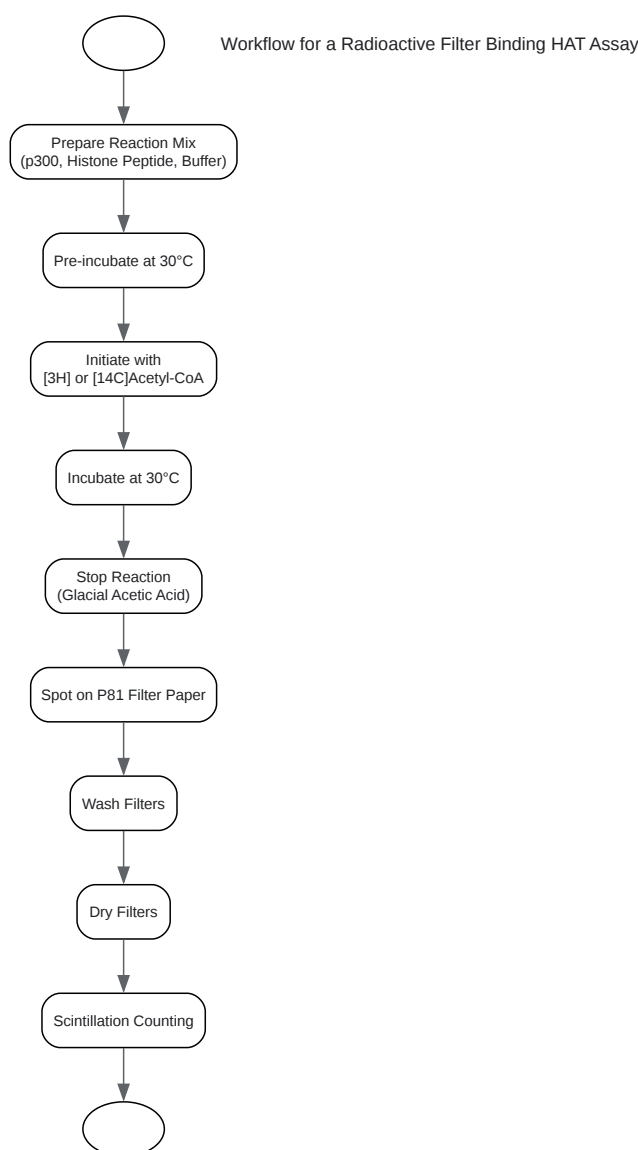 Workflow for a Radioactive Filter Binding HAT Assay
Prepare Reaction Mix
(p300, Histone Peptide, Buffer)
Pre-incubate at 30°C
Initiate with
[3H] or [14C]Acetyl-CoA
Incubate at 30°C
Stop Reaction
(Glacial Acetic Acid)
Spot on P81 Filter Paper
Wash Filters
Dry Filters
Scintillation Counting